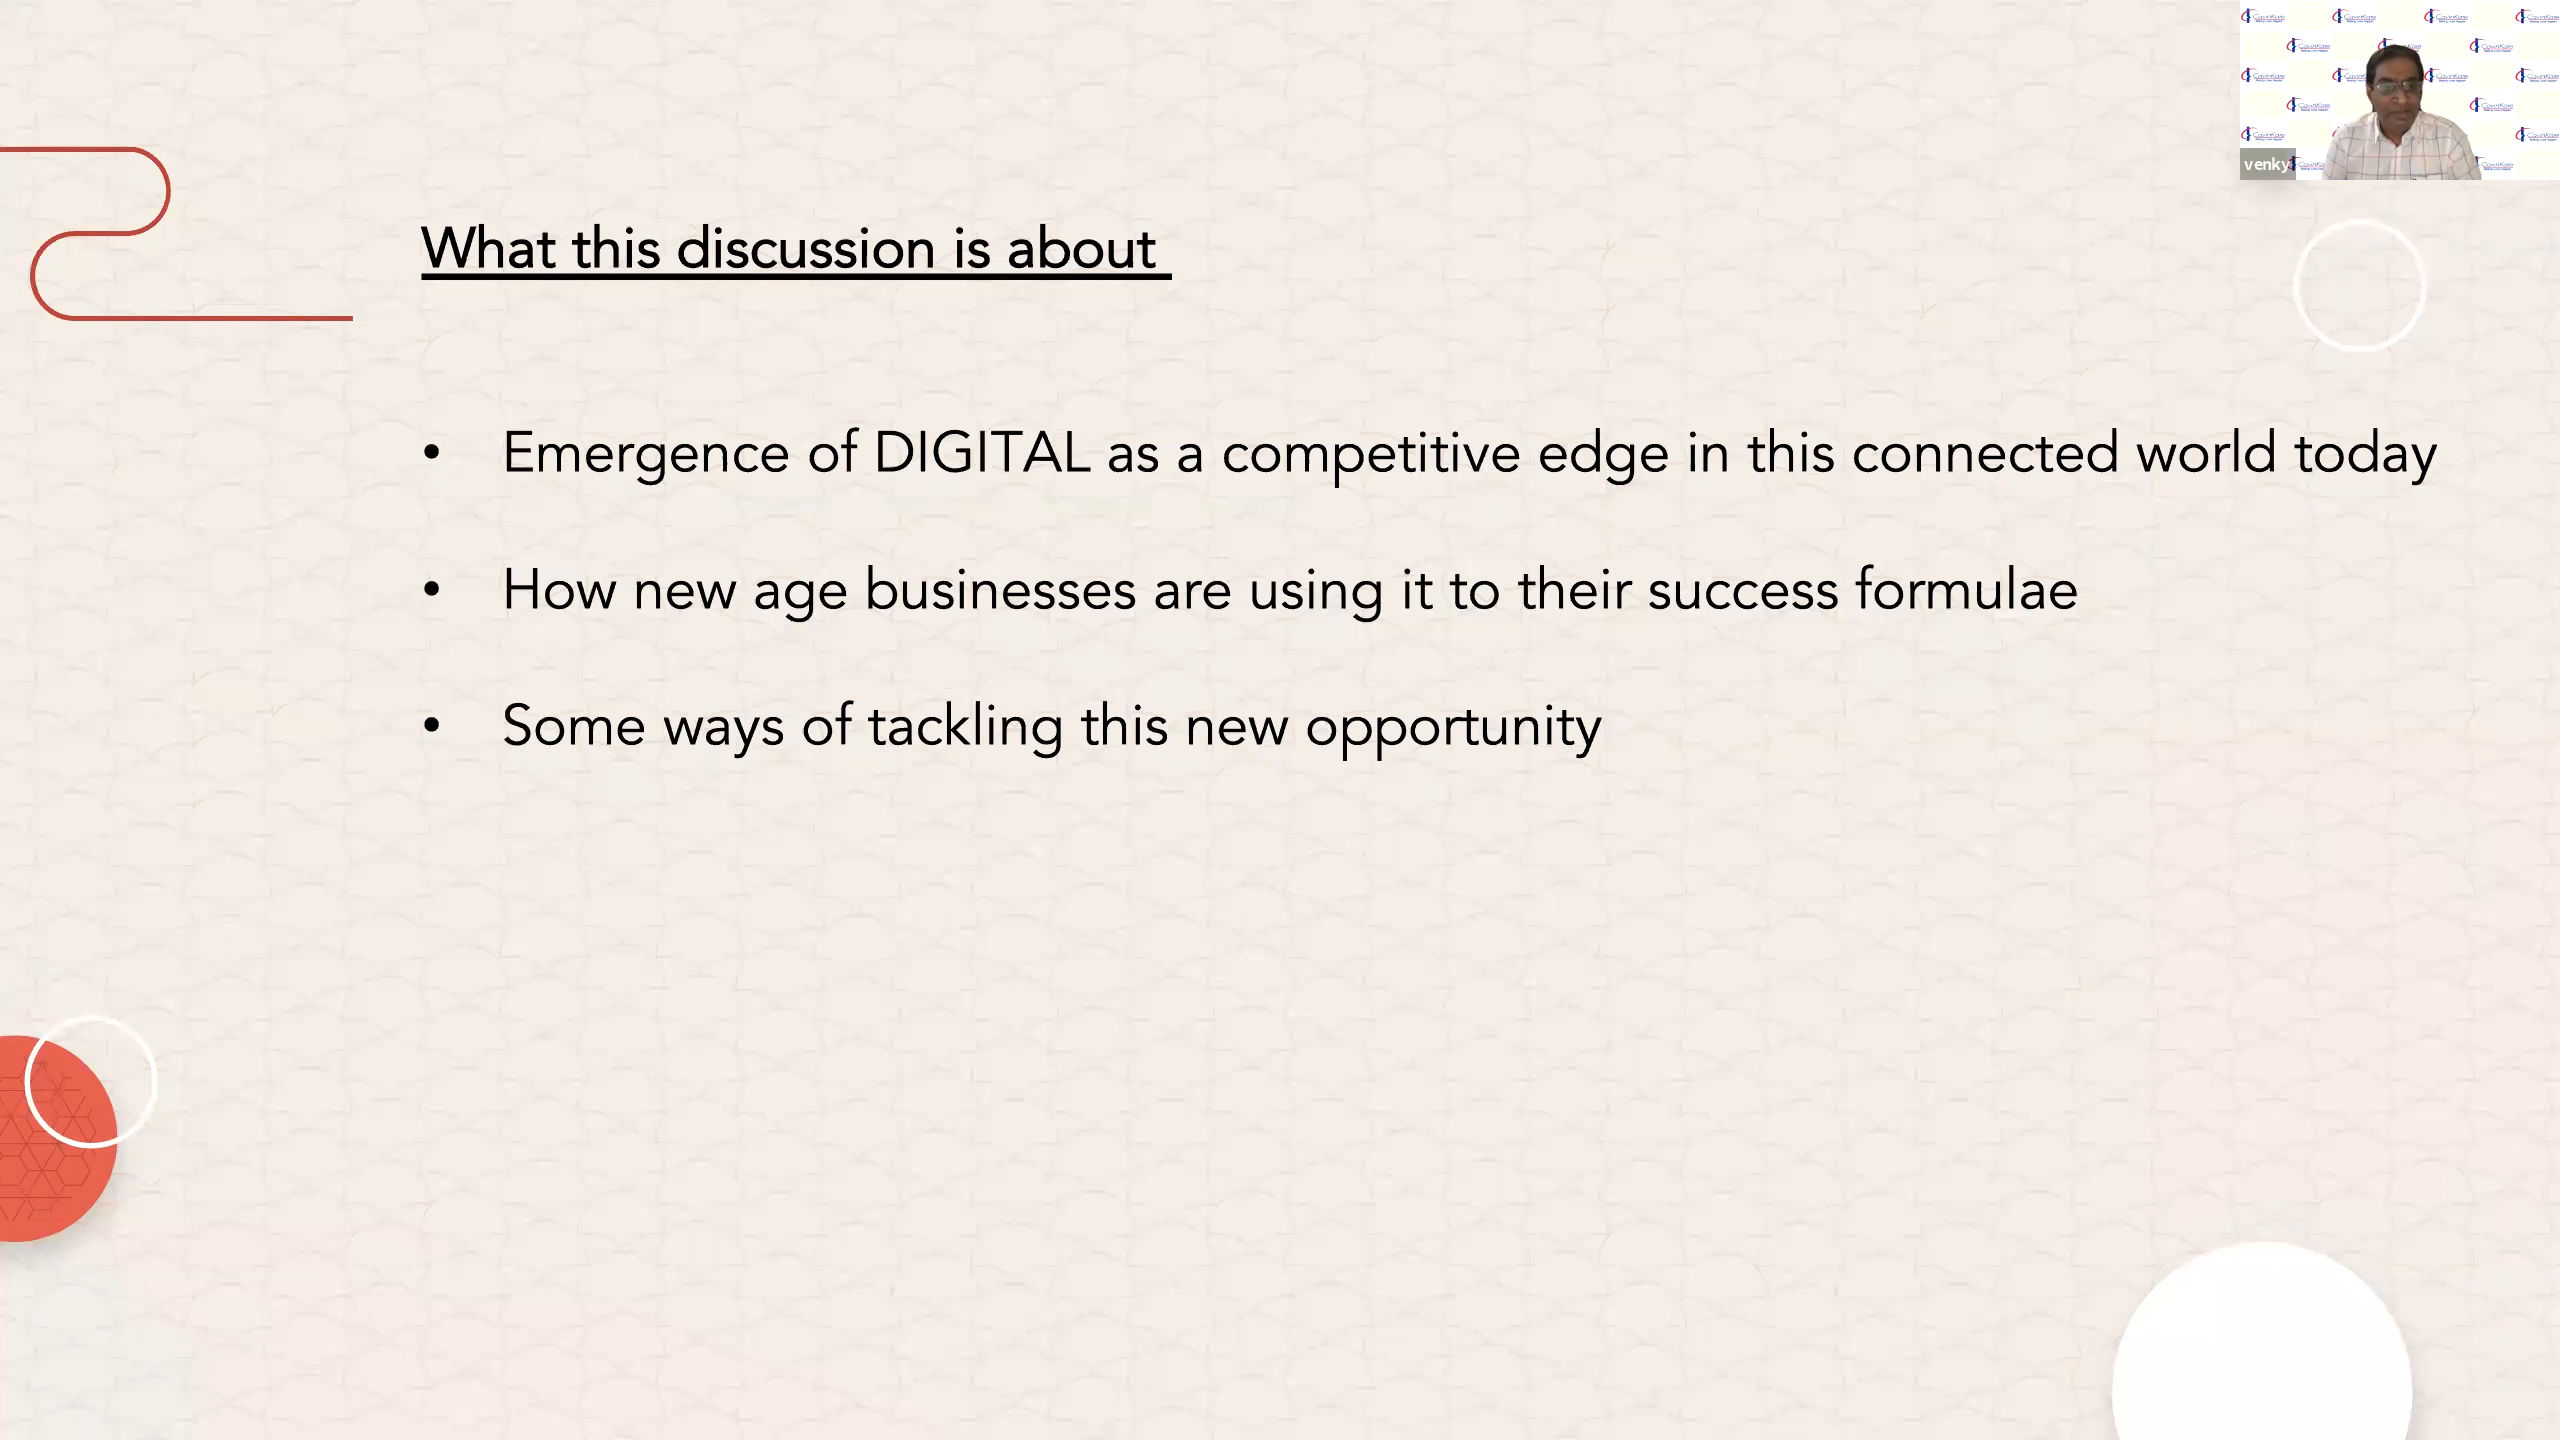 CavinKare
venky
What this discussion is about
• Emergence of DIGITAL as a competitive edge in this connected world today
• How new age businesses are using it to their success formulae
• Some ways of tackling this new opportunity